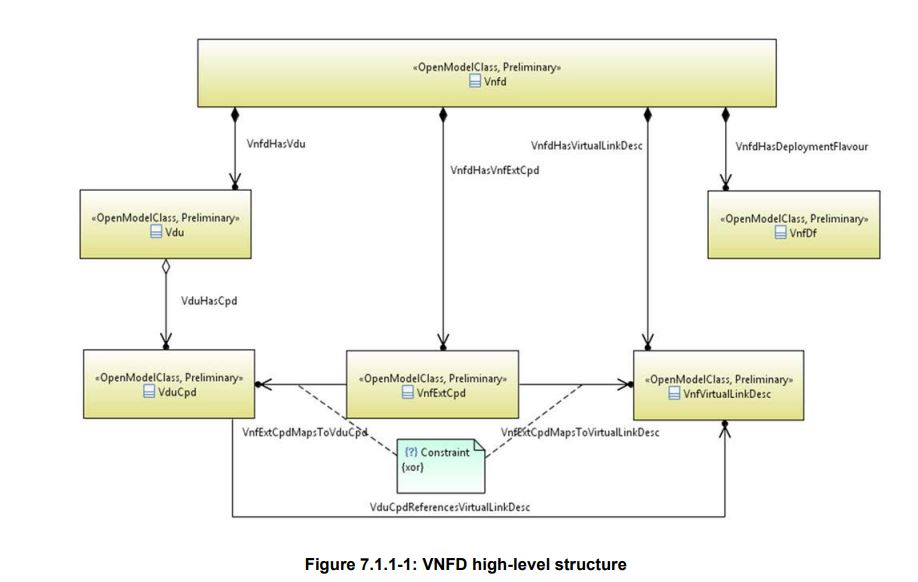 «OpenModelClass, Preliminary»
Vnfd
VnfdHasVdu
VnfdHasVirtualLinkDesc
VnfdHasDeploymentFlavour
VnfdHasVnfExtCpd
«OpenModelClass, Preliminary»
Vdu
«OpenModelClass, Preliminary»
VnfDf
VduHasCpd
«OpenModelClass, Preliminary»
VduCpd
«OpenModelClass, Preliminary»
VnfExtCpd
«OpenModelClass, Preliminary»
VnfVirtualLinkDesc
VnfExtCpdMapsToVduCpd
VnfExtCpdMapsToVirtualLinkDesc
{?} Constraint
{xor}
VduCpdReferencesVirtualLinkDesc
Figure 7.1.1-1: VNFD high-level structure